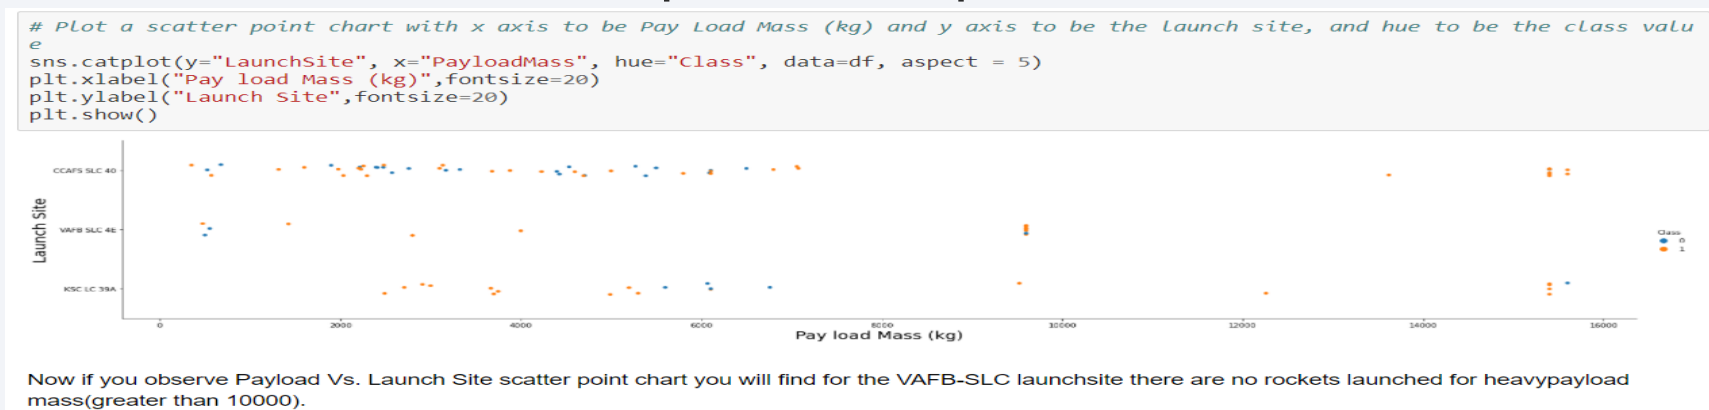 # Plot a scatter point chart with x axis to be Pay Load Mass (kg) and y axis to be the launch site, and hue to be the class valu
e
sns.catplot(y="LaunchSite", x="PayloadMass", hue="Class", data=df, aspect = 5)
plt.xlabel("Pay load Mass (kg)",fontsize=20)
plt.ylabel("Launch Site",fontsize=20)
plt.show()
CCAFS SLC 40
VAFB SLC 4E
KSC LC 39A
Launch Site
Class
0
1
0 2000 4000 6000 8000 10000 12000 14000 16000
Pay load Mass (kg)
Now if you observe Payload Vs. Launch Site scatter point chart you will find for the VAFB-SLC launchsite there are no rockets launched for heavypayload
mass(greater than 10000).